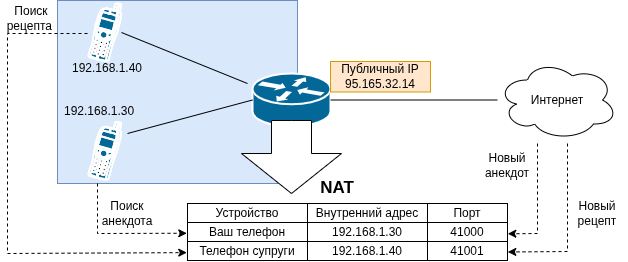 Поиск
рецепта
192.168.1.40
192.168.1.30
Публичный IP
95.165.32.14
Интернет
Новый
анекдот
NAT
Поиск
анекдота
Новый
рецепт
Устройство Внутренний адрес Порт
Ваш телефон 192.168.1.30 41000
Телефон супруги 192.168.1.40 41001